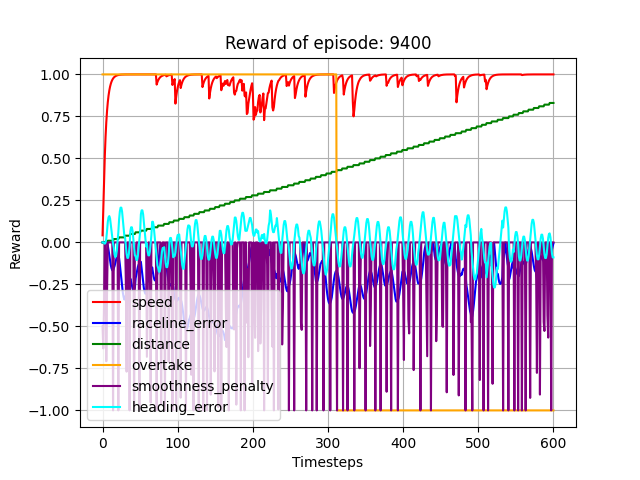 Reward of episode: 9400
Reward
1.00
0.75
0.50
0.25
0.00
−0.25
−0.50
−0.75
−1.00
speed
raceline_error
distance
overtake
smoothness_penalty
heading_error
0 100 200 300 400 500 600
Timesteps